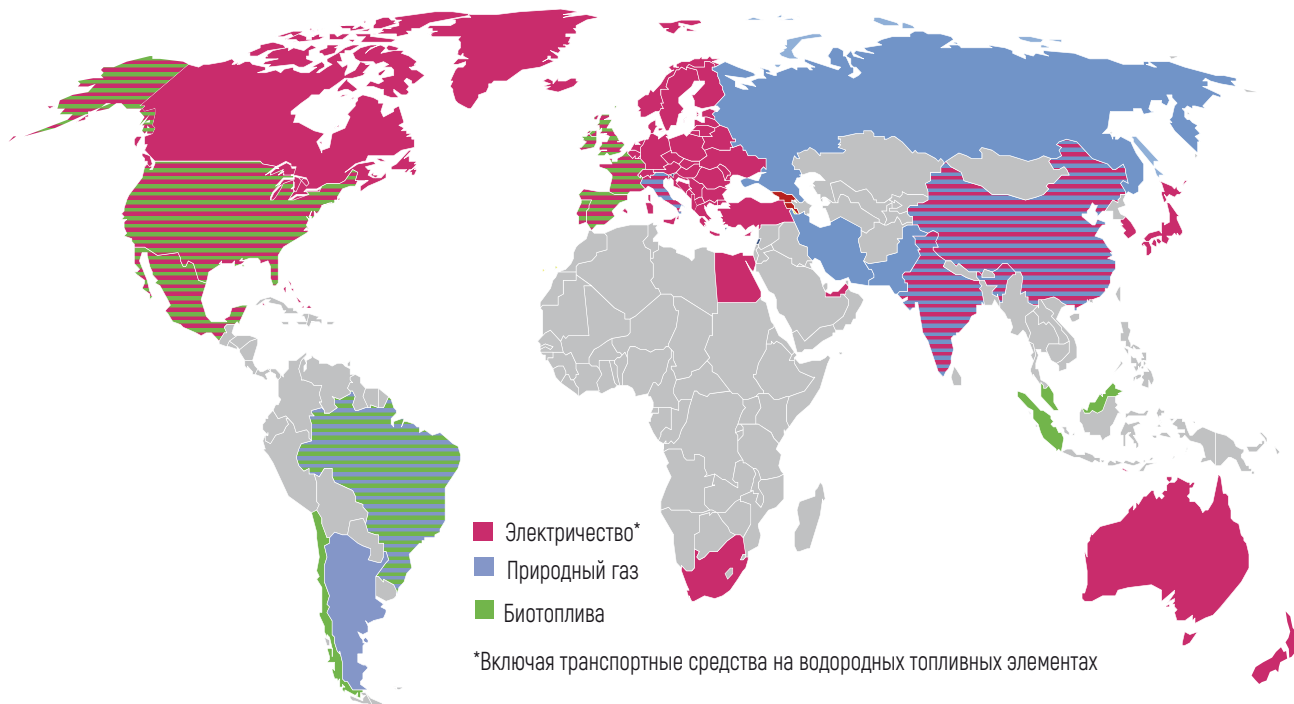 Электричество*
Природный газ
Биотоплива
*Включая транспортные средства на водородных топливных элементах